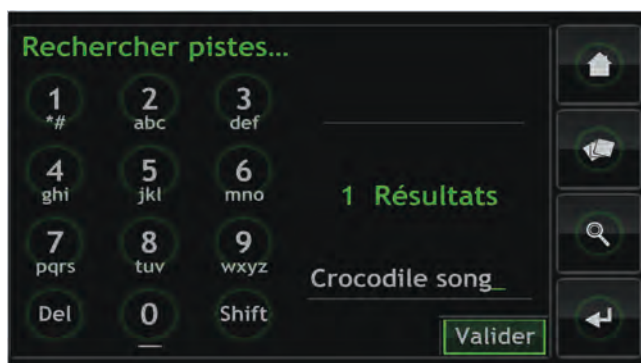 Rechercher pistes...
1 2 3
*# abc def
4 5 6
ghi jkl mno
1 Résultats
7 8 9
pqrs tuv wxyz
Crocodile song_
Del 0 Shift
Valider